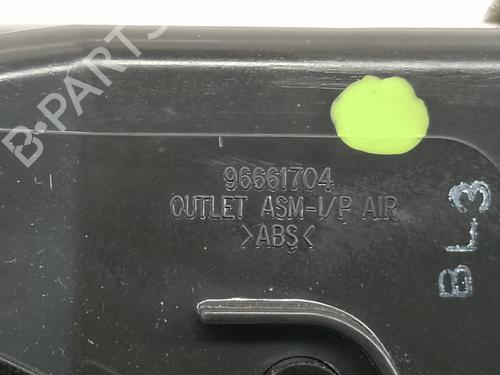 B-PARTS
96661704
OUTLET ASM-I/P AIR
>ABS<
BL3